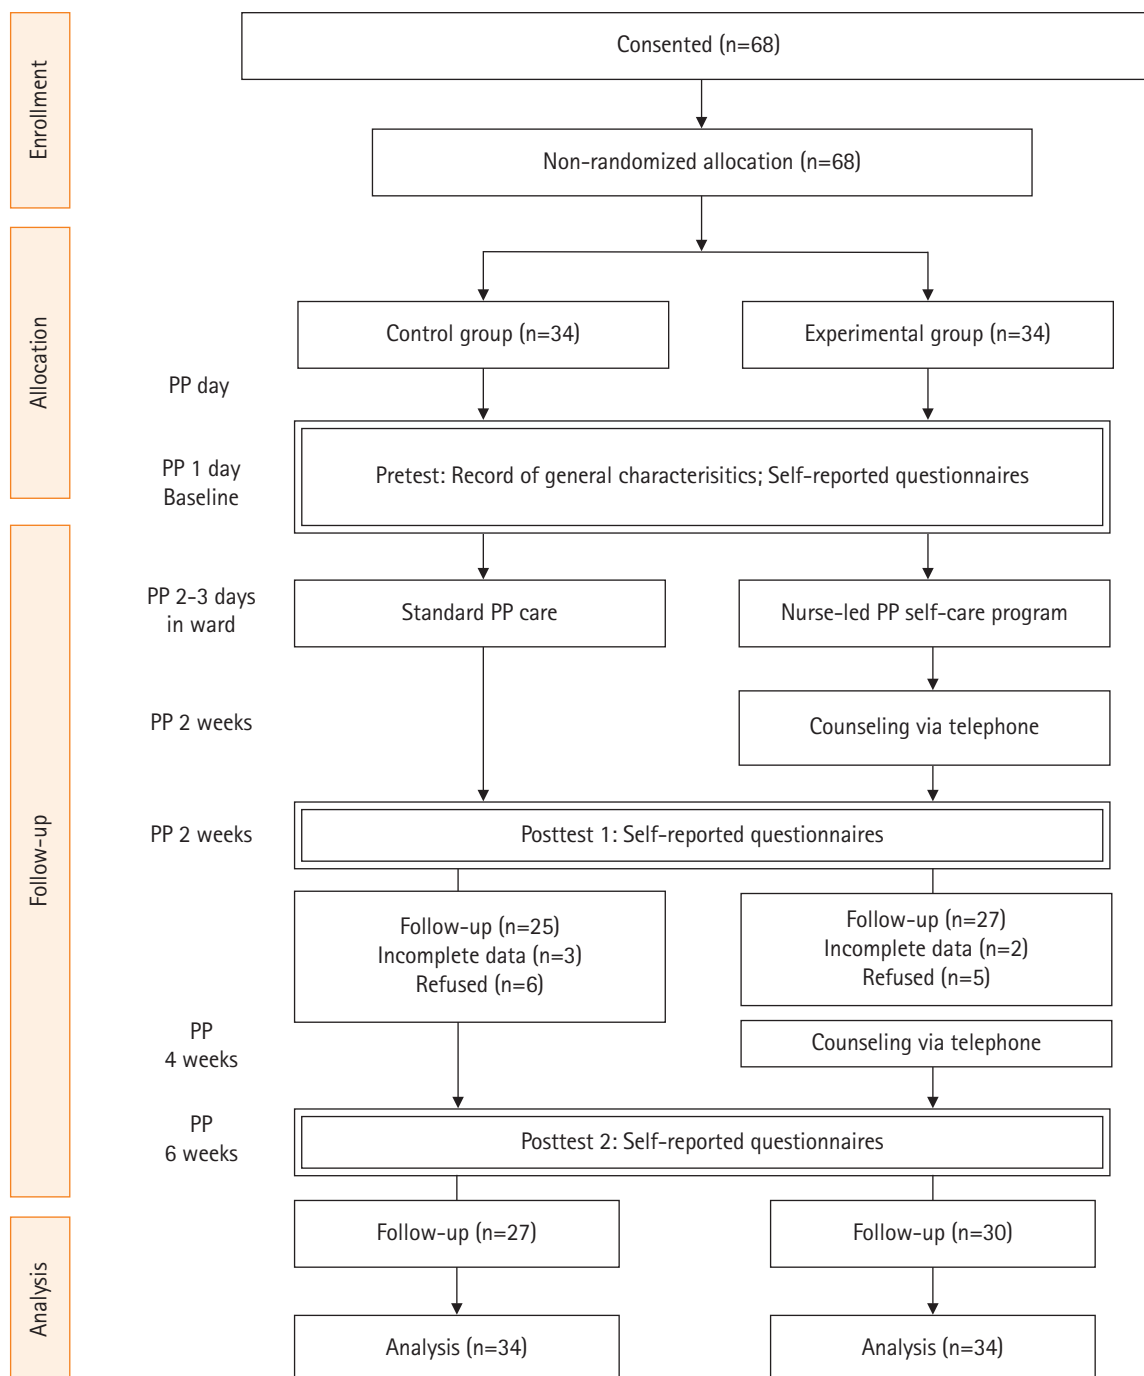 Enrollment
Consented (n=68)
Non-randomized allocation (n=68)
Allocation
Control group (n=34)
Experimental group (n=34)
PP day
PP 1 day
Baseline
Pretest: Record of general characterisitics; Self-reported questionnaires
Follow-up
PP 2-3 days
in ward
Standard PP care
Nurse-led PP self-care program
PP 2 weeks
Counseling via telephone
PP 2 weeks
Posttest 1: Self-reported questionnaires
Follow-up (n=25)
Incomplete data (n=3)
Refused (n=6)
Follow-up (n=27)
Incomplete data (n=2)
Refused (n=5)
PP
4 weeks
Counseling via telephone
PP
6 weeks
Posttest 2: Self-reported questionnaires
Follow-up (n=27)
Follow-up (n=30)
Analysis
Analysis (n=34)
Analysis (n=34)